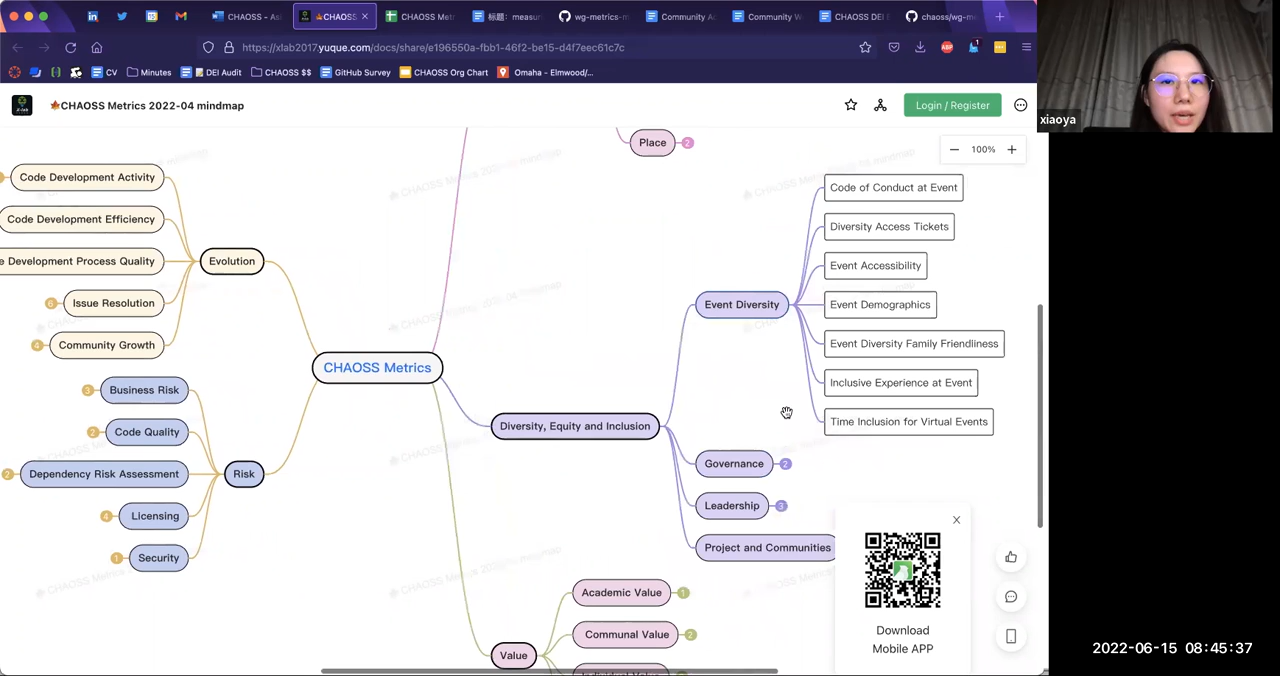 CHAOSS - As
CHAOSS
CHAOSS Met
标题：measuri
wg-metrics-m
Community A
Community W
CHAOSS DEI E
chaoss/wg-me
https://xlab2017.yuque.com/docs/share/e196550a-fbb1-46f2-be15-d4f7eec61c7c
CV
Minutes
DEI Audit
CHAOSS $$
GitHub Survey
CHAOSS Org Chart
Omaha - Elmwood/...
CHAOSS Metrics 2022-04 mindmap
Login / Register
xiaoya
Place 2
100%
Code Development Activity
Code Development Efficiency
e Development Process Quality
6 Issue Resolution
4 Community Growth
Evolution
3 Business Risk
2 Code Quality
2 Dependency Risk Assessment
4 Licensing
1 Security
Risk
CHAOSS Metrics
Diversity, Equity and Inclusion
Event Diversity
Code of Conduct at Event
Diversity Access Tickets
Event Accessibility
Event Demographics
Event Diversity Family Friendliness
Inclusive Experience at Event
Time Inclusion for Virtual Events
Governance 2
Leadership 3
Project and Communities
Value
Academic Value 1
Communal Value 2
Download
Mobile APP
2022-06-15 08:45:37